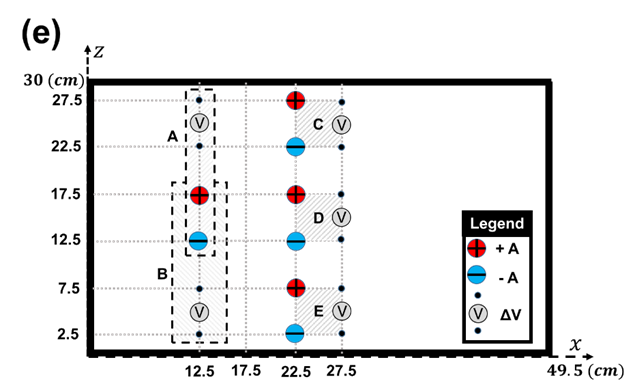 (e)
z
30 (cm)
27.5
22.5
17.5
12.5
7.5
2.5
A
V
B
V
C
V
D
V
E
V
Legend
+ A
- A
V ΔV
x
12.5 17.5 22.5 27.5
49.5 (cm)